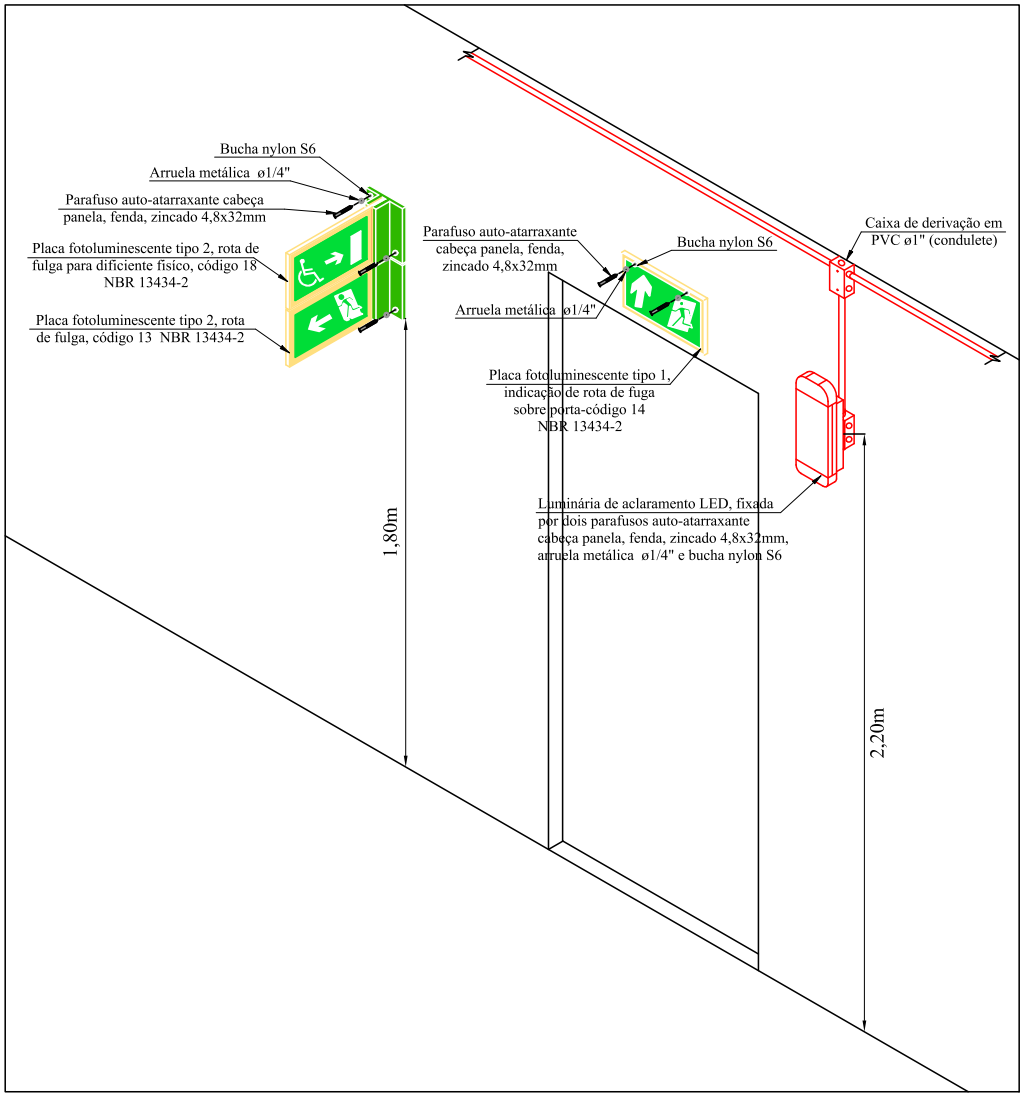 Bucha nylon S6
Arruela metálica ø1/4"
Parafuso auto-atarraxante cabeça
panela, fenda, zincado 4,8x32mm
Placa fotoluminescente tipo 2, rota de
fulga para dificiente fisíco, código 18
NBR 13434-2
Placa fotoluminescente tipo 2, rota
de fulga, código 13 NBR 13434-2
1,80m
Parafuso auto-atarraxante
cabeça panela, fenda,
zincado 4,8x32mm
Bucha nylon S6
Arruela metálica ø1/4"
Placa fotoluminescente tipo 1,
indicação de rota de fuga
sobre porta-código 14
NBR 13434-2
Caixa de derivação em
PVC ø1" (condulete)
Luminária de aclaramento LED, fixada
por dois parafusos auto-atarraxante
cabeça panela, fenda, zincado 4,8x32mm,
arruela metálica ø1/4" e bucha nylon S6
2,20m